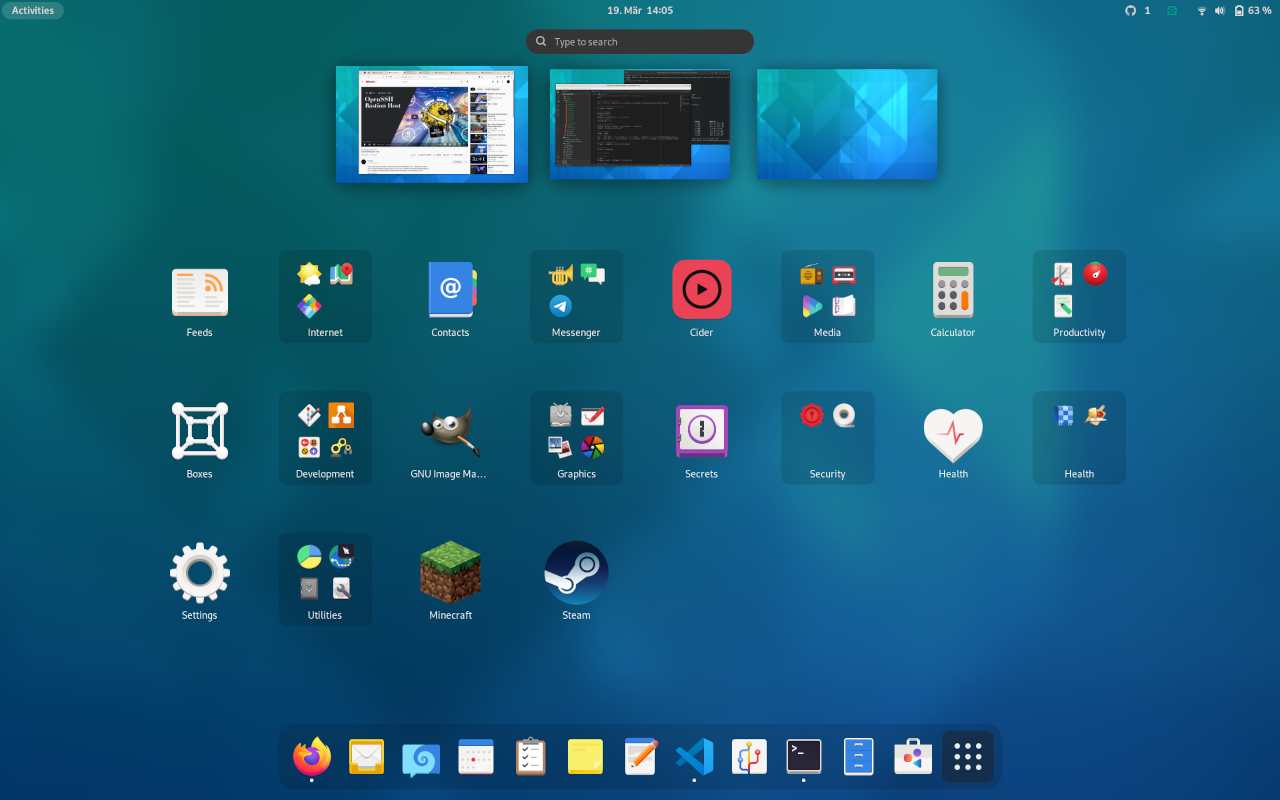 Activities
19. Mär 14:05
1
63 %
Type to search
OpenSSH
Bastion Host
Feeds
Internet
Contacts
Messenger
Cider
Media
Calculator
Productivity
Boxes
Development
GNU Image Ma...
Graphics
Secrets
Security
Health
Health
Settings
Utilities
Minecraft
Steam